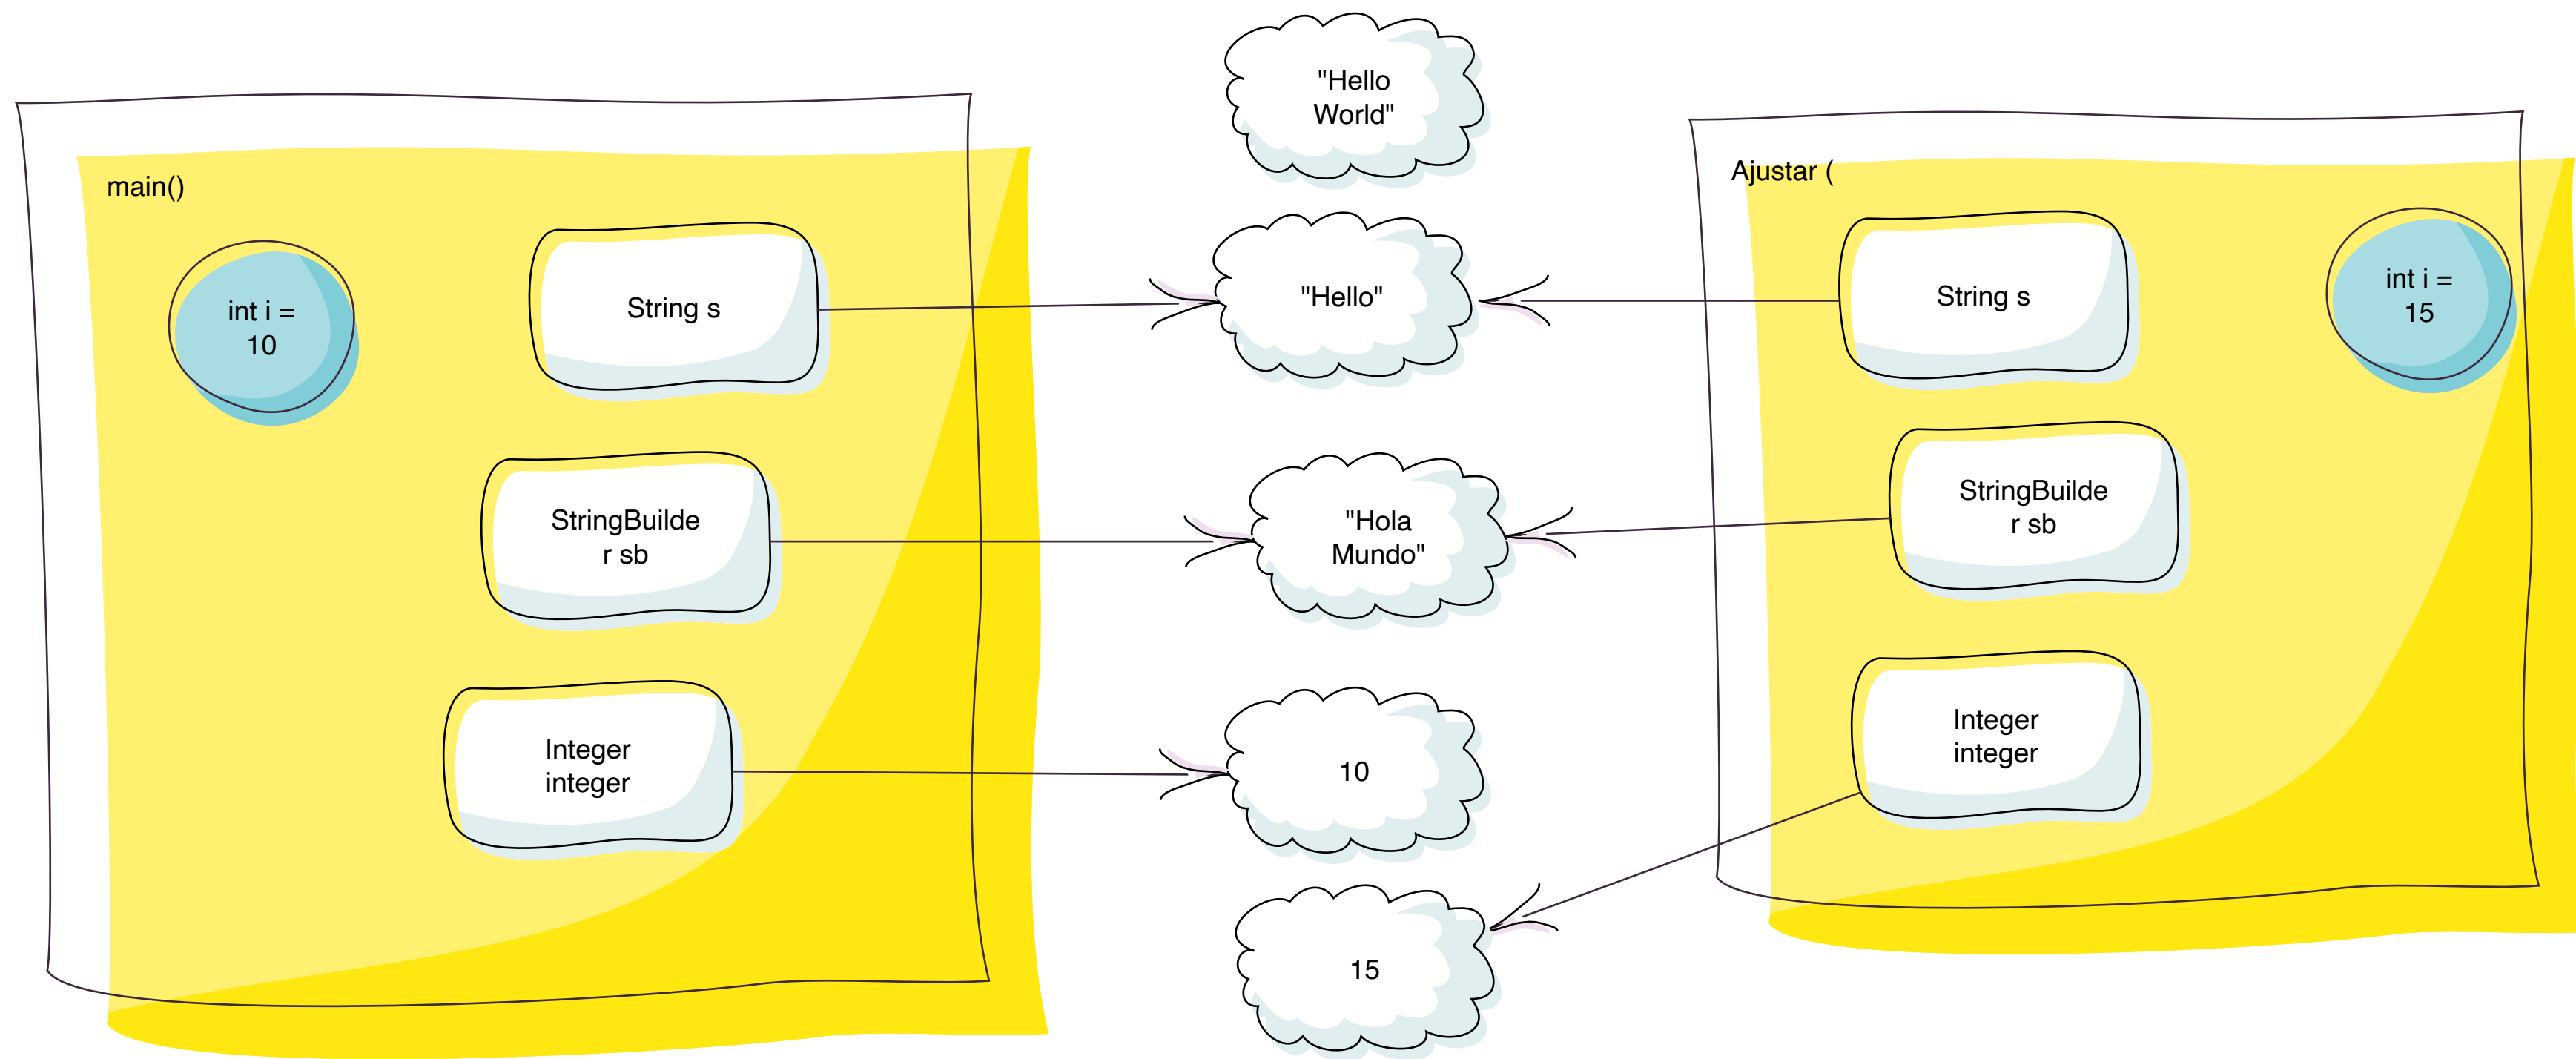 main()
int i =
10
String s
StringBuilde
r sb
Integer
integer
"Hello
World"
"Hello"
"Hola
Mundo"
10
15
Ajustar (
String s
int i =
15
StringBuilde
r sb
Integer
integer